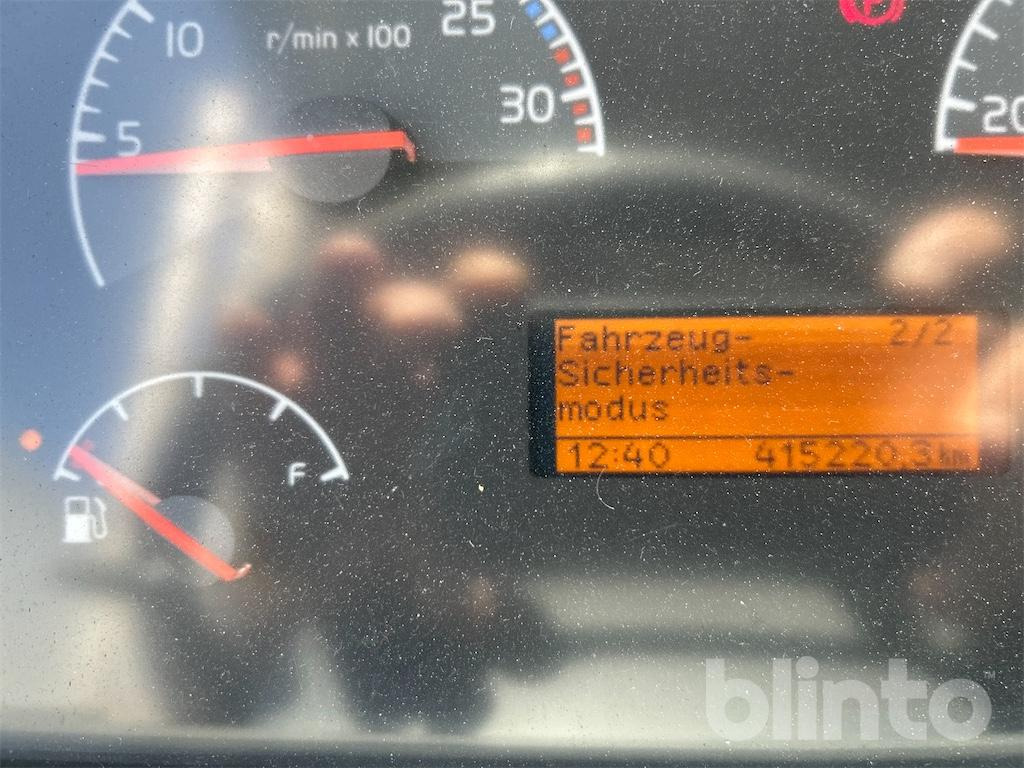 10
r/min x 100
25
5
30
20
P
Fahrzeug- 2/2
Sicherheits-
modus
12:40 415220.3 km
F
blinto